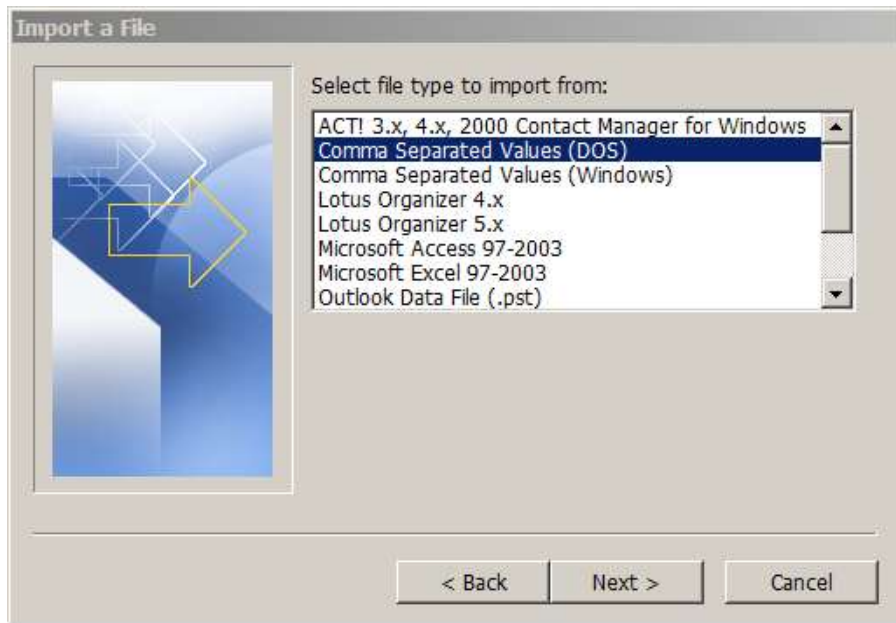 Import a File
Select file type to import from:
ACT! 3.x, 4.x, 2000 Contact Manager for Windows
Comma Separated Values (DOS)
Comma Separated Values (Windows)
Lotus Organizer 4.x
Lotus Organizer 5.x
Microsoft Access 97-2003
Microsoft Excel 97-2003
Outlook Data File (.pst)
< Back Next > Cancel